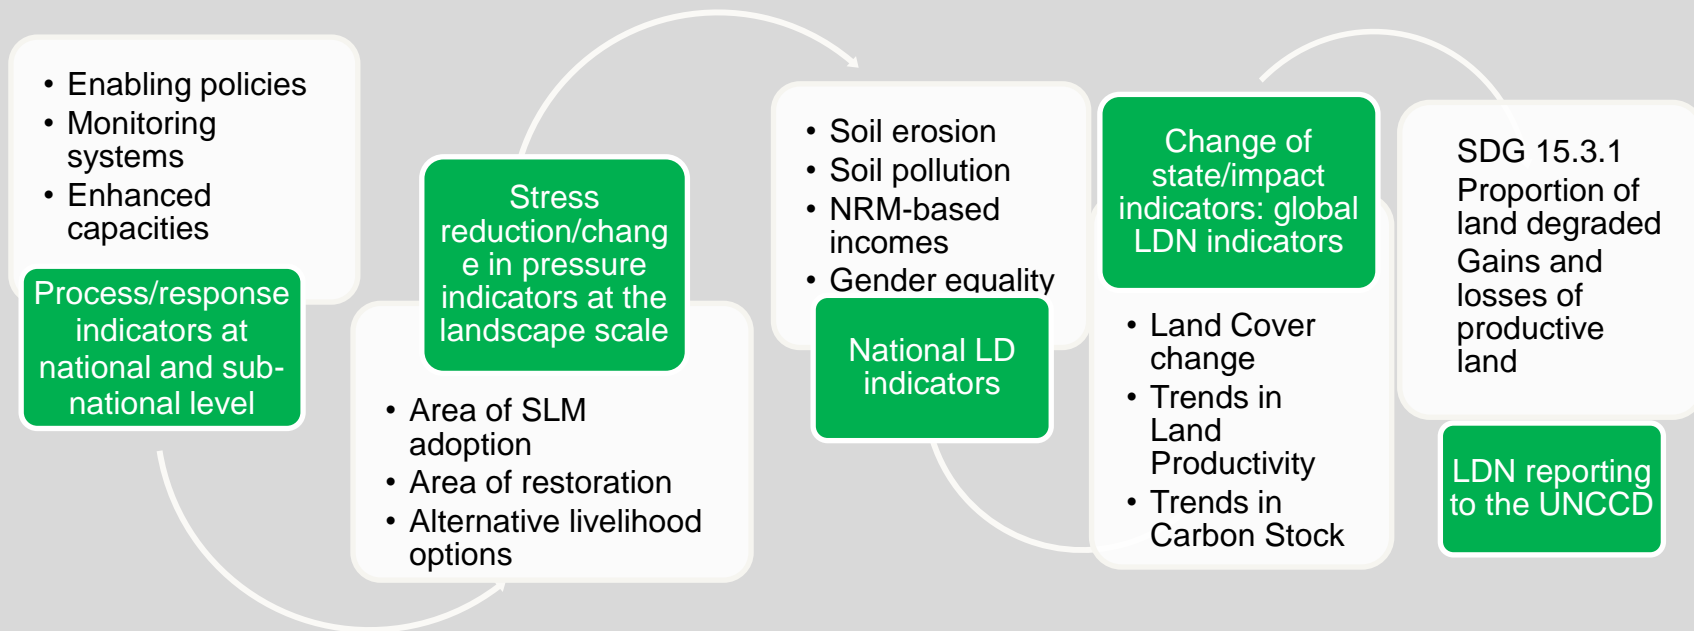 • Enabling policies
• Monitoring
systems
• Enhanced
capacities
Process/response
indicators at
national and sub-
national level
Stress
reduction/chang
e in pressure
indicators at the
landscape scale
• Area of SLM
adoption
• Area of restoration
• Alternative livelihood
options
• Soil erosion
• Soil pollution
• NRM-based
incomes
• Gender equality
National LD
indicators
Change of
state/impact
indicators: global
LDN indicators
• Land Cover
change
• Trends in
Land
Productivity
• Trends in
Carbon Stock
SDG 15.3.1
Proportion of
land degraded
Gains and
losses of
productive
land
LDN reporting
to the UNCCD